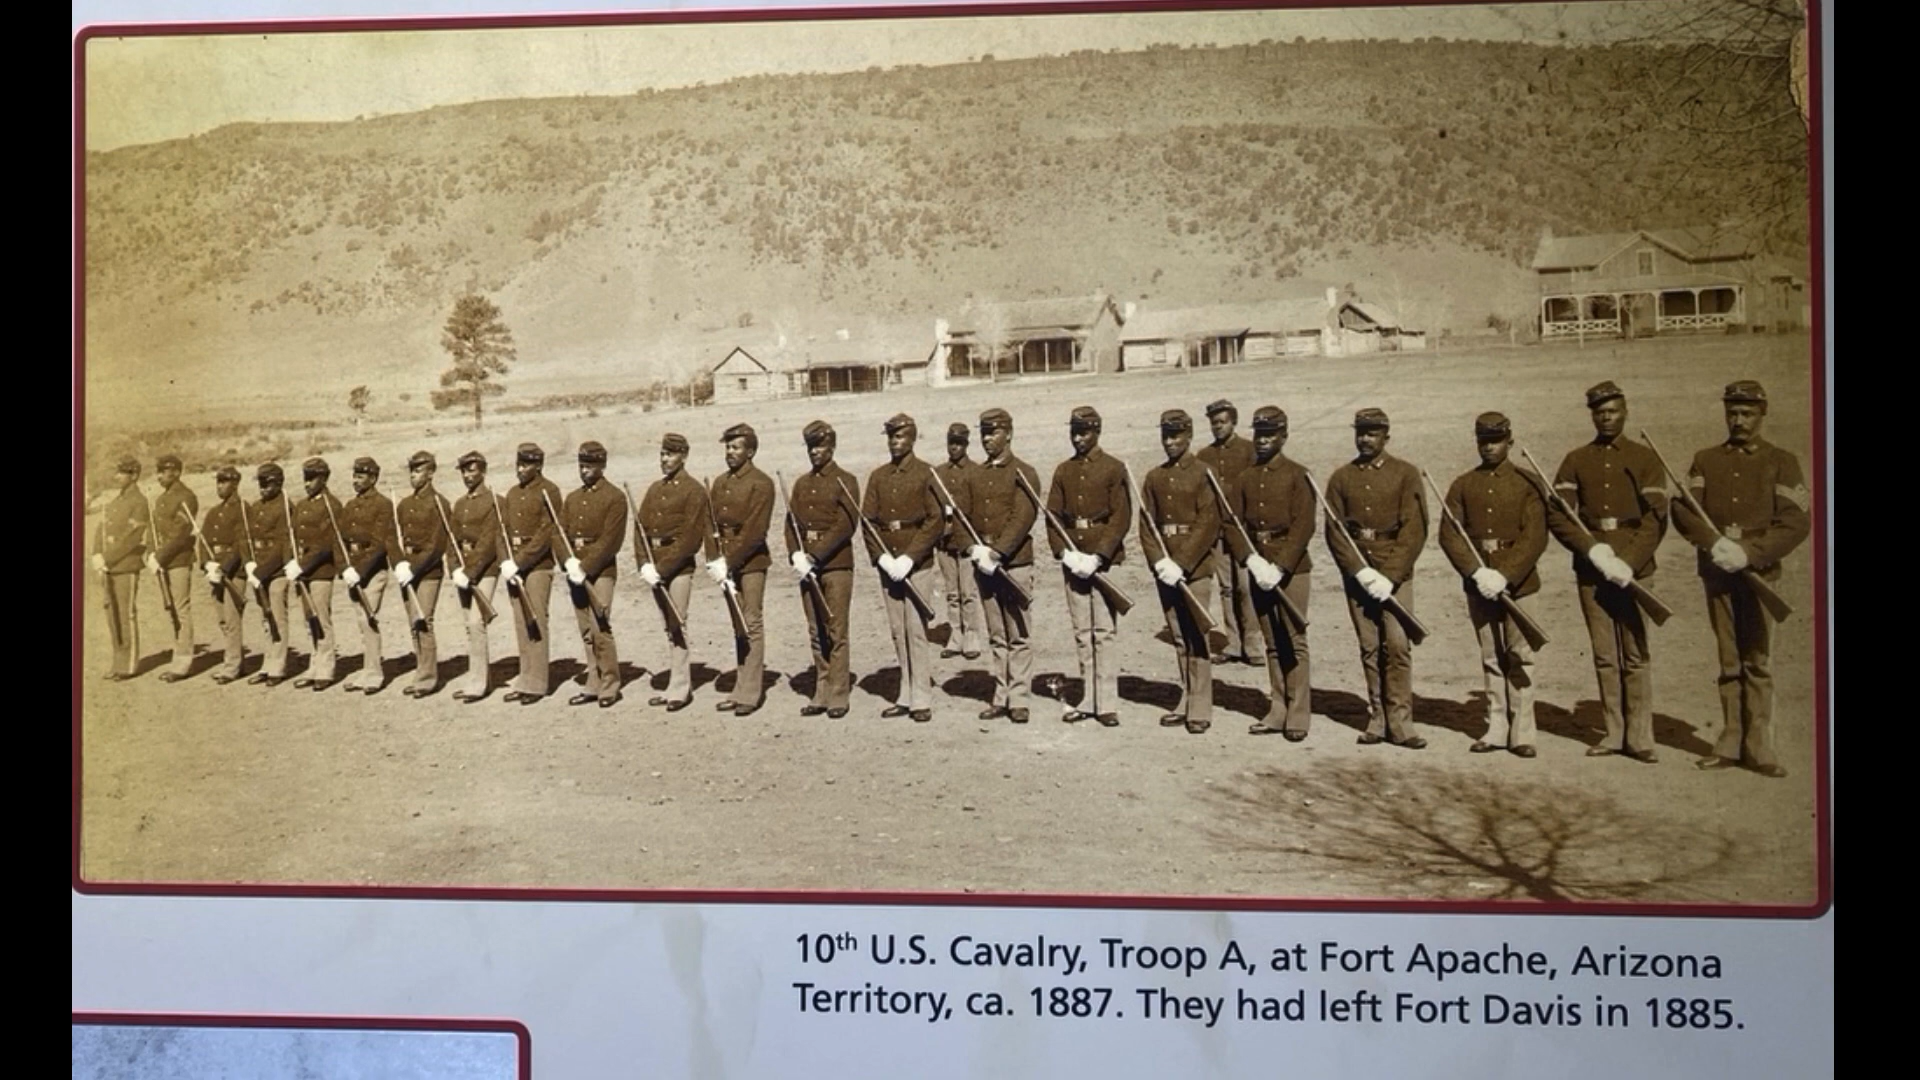 10th U.S. Cavalry, Troop A, at Fort Apache, Arizona
Territory, ca. 1887. They had left Fort Davis in 1885.